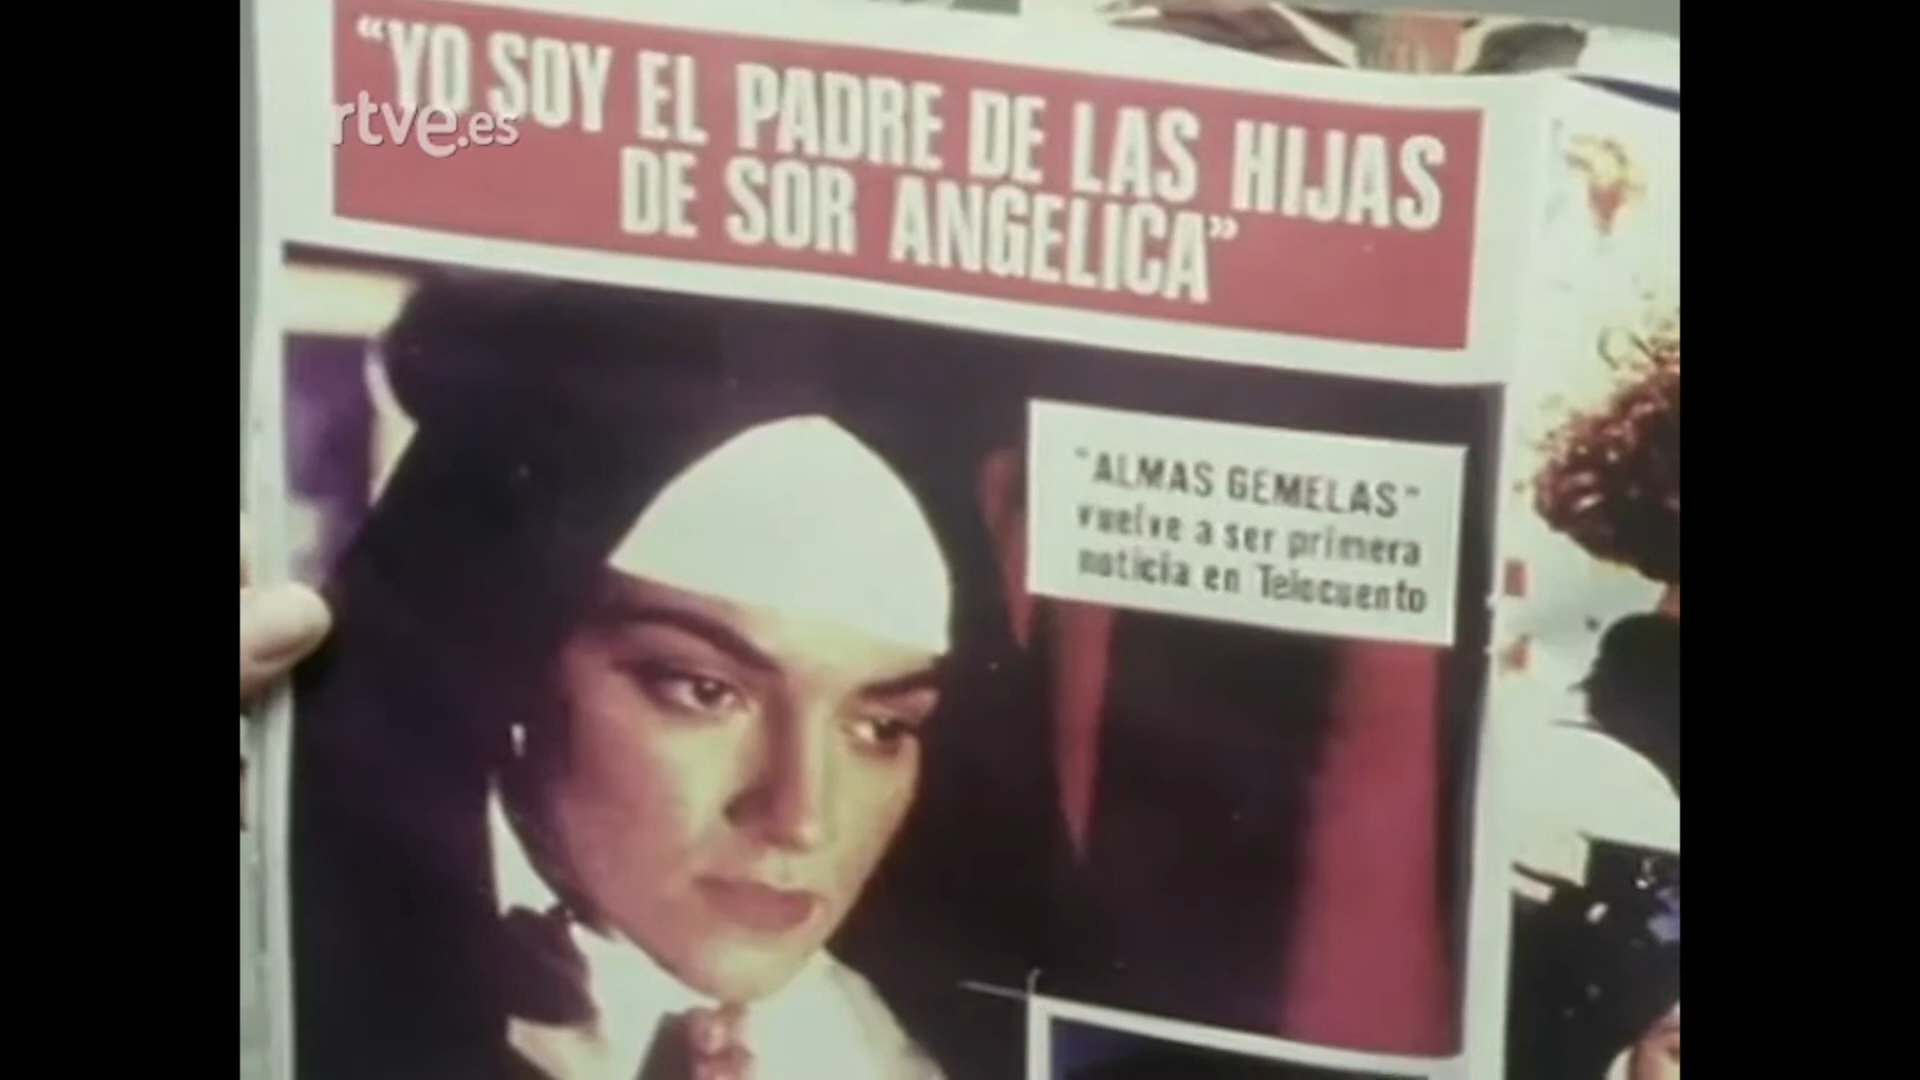 “YO SOY EL PADRE DE LAS HIJAS
DE SOR ANGELICA”
rtve.es
"ALMAS GEMELAS"
vuelve a ser primera
noticia en Telocuento